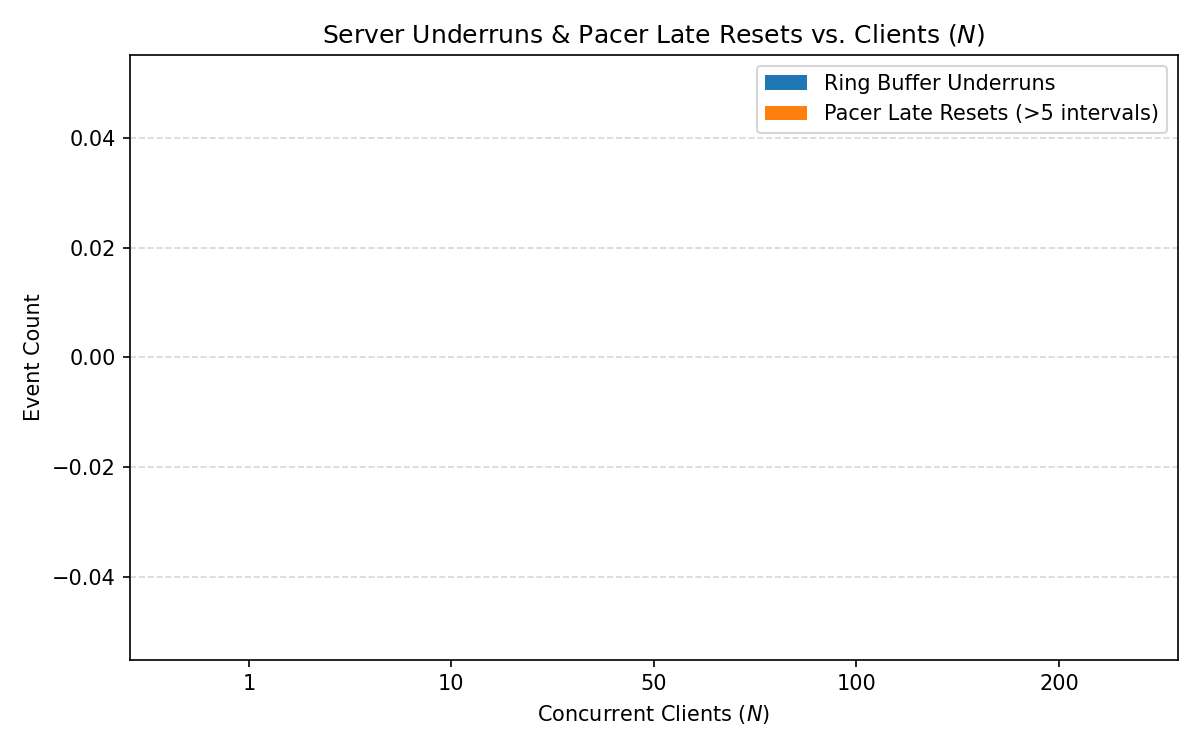 Server Underruns & Pacer Late Resets vs. Clients (N)
Ring Buffer Underruns
Pacer Late Resets (>5 intervals)
0.04
0.02
0.00
−0.02
−0.04
Event Count
1 10 50 100 200
Concurrent Clients (N)